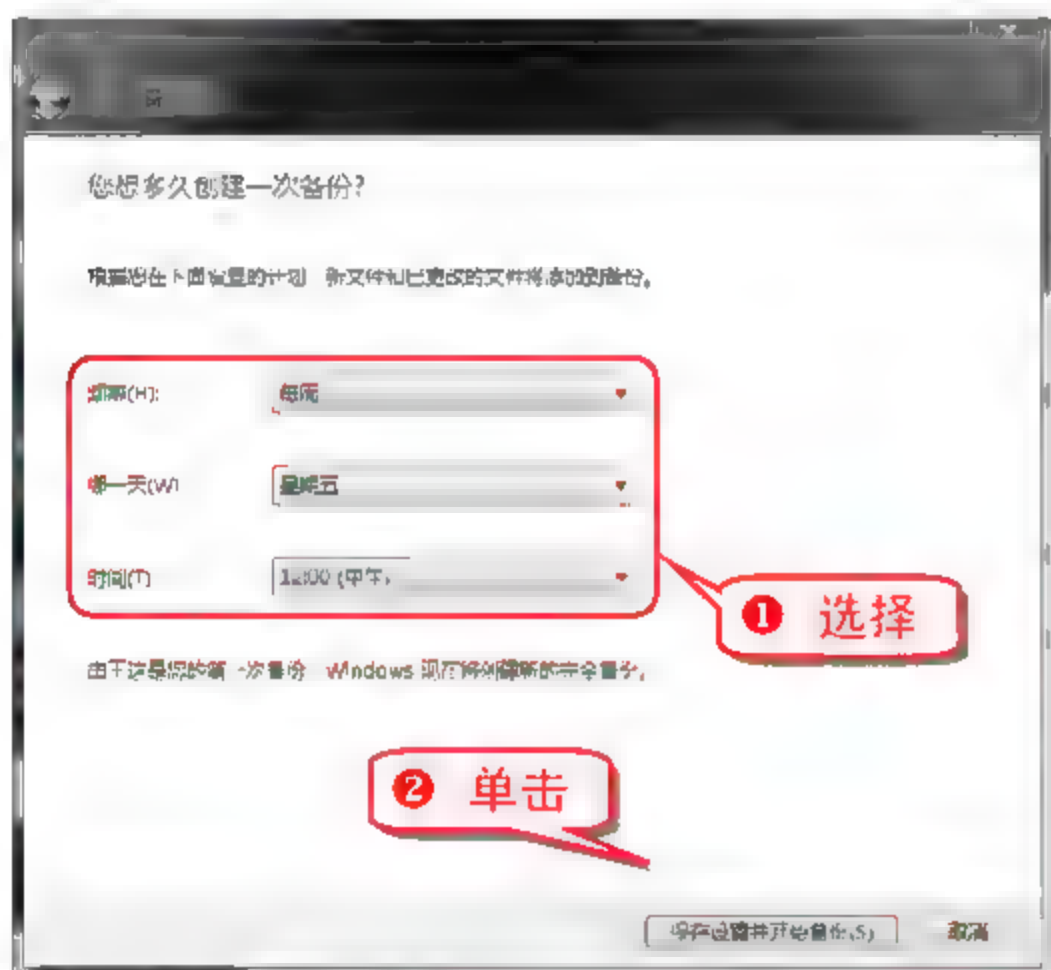 您想多久创建一次备份?
根据您在下面设置的计划 新文件和已更改的文件将添加到备份。
频率(H): 每周
哪一天(W) 星期五
时间(T) 12:00 (中午)
❶ 选择
由于这是您的第一次备份 Windows 现在将创建新的完全备份。
❷ 单击
保存设置并开始备份(S) 取消